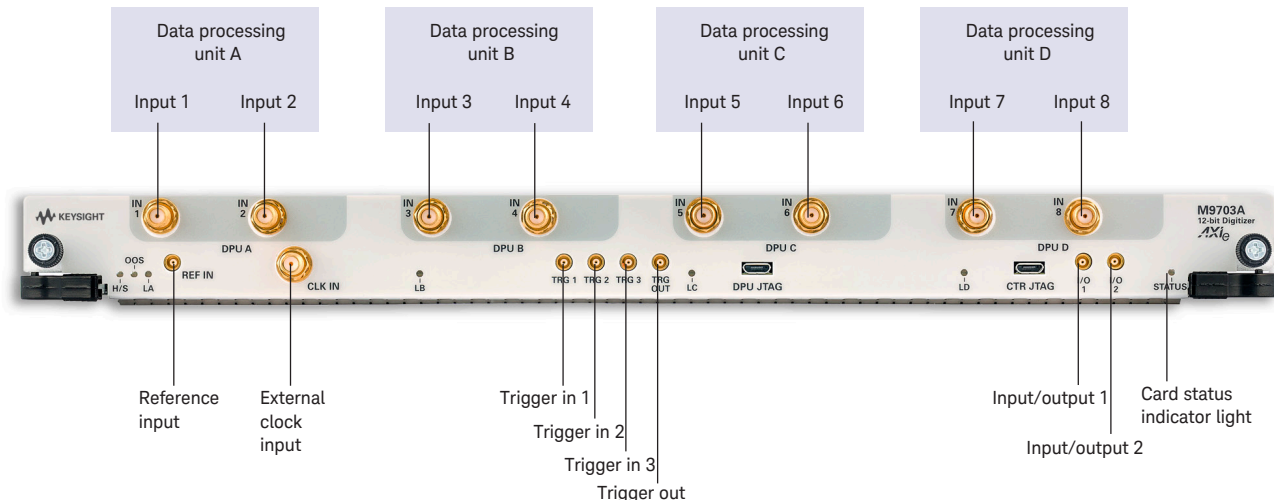 Data processing
unit A
Input 1 Input 2
Data processing
unit B
Input 3 Input 4
Data processing
unit C
Input 5 Input 6
Data processing
unit D
Input 7 Input 8
KEYSIGHT
IN
1
IN
2
IN
3
IN
4
IN
5
IN
6
IN
7
IN
8
M9703A
12-bit Digitizer
AXIe
DPU A
DPU B
DPU C
DPU D
OOS
H/S
LA
REF IN
CLK IN
LB
TRG 1
TRG 2
TRG 3
TRG
OUT
LC
DPU JTAG
LD
CTR JTAG
I/O
1
I/O
2
STATUS
Reference
input
External
clock
input
Trigger in 1
Trigger in 2
Trigger in 3
Trigger out
Input/output 1
Input/output 2
Card status
indicator light